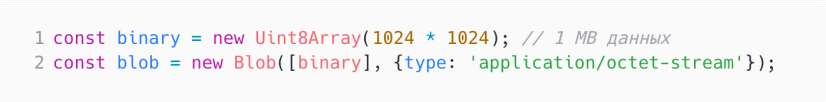 1 const binary = new Uint8Array(1024 * 1024); // 1 MB данных
2 const blob = new Blob([binary], {type: 'application/octet-stream'});